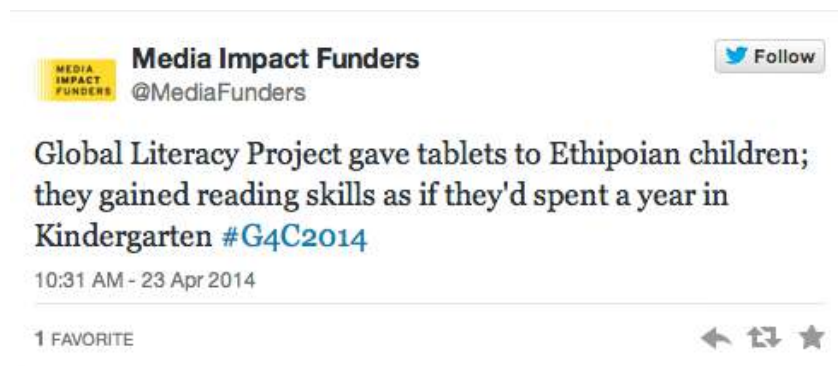 MEDIA
IMPACT
FUNDERS
Media Impact Funders
@MediaFunders
Follow
Global Literacy Project gave tablets to Ethipoian children;
they gained reading skills as if they'd spent a year in
Kindergarten #G4C2014
10:31 AM - 23 Apr 2014
1 FAVORITE